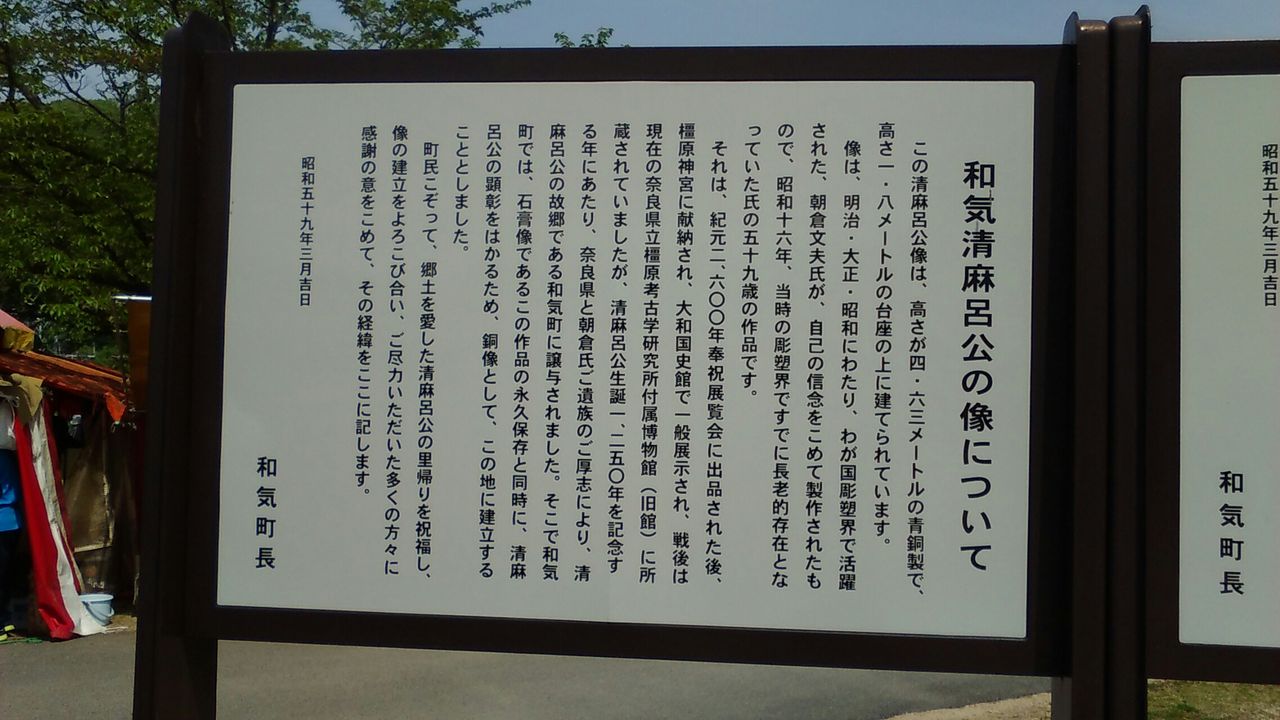 和気清麻呂公の像について
この清麻呂公像は、高さが四・六三メートルの青銅製で、
高さ一・八メートルの台座の上に建てられています。
像は、明治・大正・昭和にわたり、わが国彫塑界で活躍
された、朝倉文夫氏が、自己の信念をこめて製作されたも
ので、昭和十六年、当時の彫塑界ですでに長老的存在とな
っていた氏の五十九歳の作品です。
それは、紀元二、六〇〇年奉祝展覧会に出品された後、
橿原神宮に献納され、大和国史館で一般展示され、戦後は
現在の奈良県立橿原考古学研究所付属博物館（旧館）に所
蔵されていましたが、清麻呂公生誕一、二五〇年を記念す
る年にあたり、奈良県と朝倉氏ご遺族のご厚志により、清
麻呂公の故郷である和気町に譲与されました。そこで和気
町では、石膏像であるこの作品の永久保存と同時に、清麻
呂公の顕彰をはかるため、銅像として、この地に建立する
こととしました。
町民こぞって、郷土を愛した清麻呂公の里帰りを祝福し、
像の建立をよろこび合い、ご尽力いただいた多くの方々に
感謝の意をこめて、その経緯をここに記します。
昭和五十九年三月吉日
和気町長
昭和五十九年三月吉日
和気町長